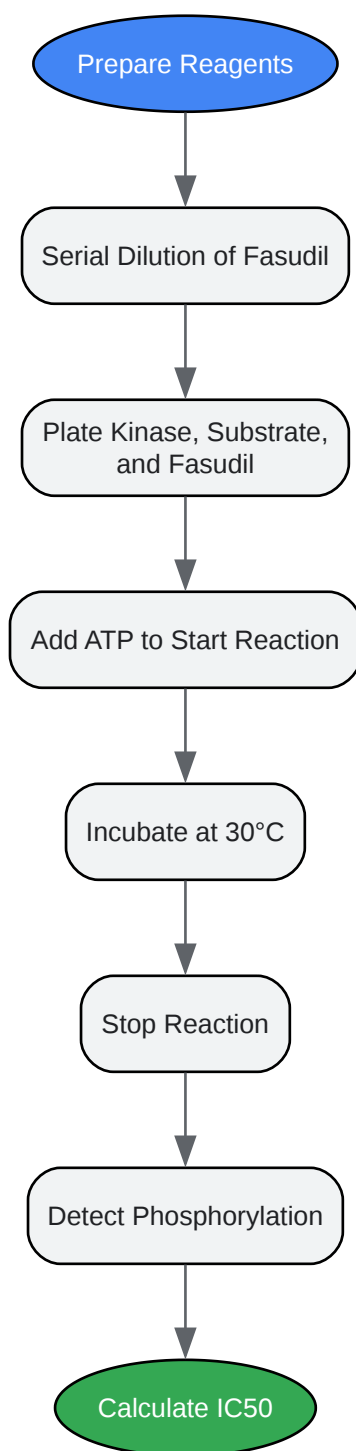 Prepare Reagents
Serial Dilution of Fasudil
Plate Kinase, Substrate,
and Fasudil
Add ATP to Start Reaction
Incubate at 30°C
Stop Reaction
Detect Phosphorylation
Calculate IC50